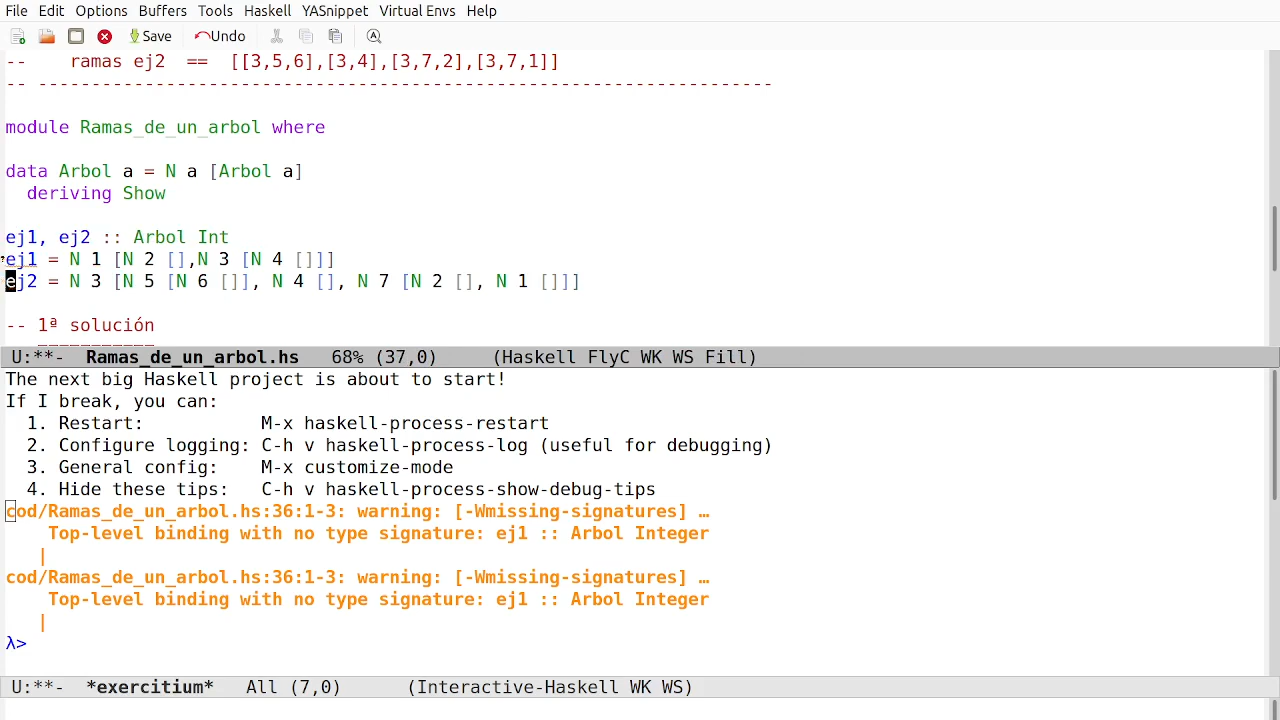 File Edit Options Buffers Tools Haskell YASnippet Virtual Envs Help
Save Undo
--    ramas ej2  ==  [[3,5,6],[3,4],[3,7,2],[3,7,1]]
-- ---------------------------------------------------------------------
module Ramas_de_un_arbol where
data Arbol a = N a [Arbol a]
  deriving Show
ej1, ej2 :: Arbol Int
ej1 = N 1 [N 2 [],N 3 [N 4 []]]
ej2 = N 3 [N 5 [N 6 []], N 4 [], N 7 [N 2 [], N 1 []]]
-- 1ª solución
U:**-  Ramas_de_un_arbol.hs   68% (37,0)     (Haskell FlyC WK WS Fill)
The next big Haskell project is about to start!
If I break, you can:
  1. Restart:           M-x haskell-process-restart
  2. Configure logging: C-h v haskell-process-log (useful for debugging)
  3. General config:    M-x customize-mode
  4. Hide these tips:   C-h v haskell-process-show-debug-tips
cod/Ramas_de_un_arbol.hs:36:1-3: warning: [-Wmissing-signatures] …
    Top-level binding with no type signature: ej1 :: Arbol Integer
   |
cod/Ramas_de_un_arbol.hs:36:1-3: warning: [-Wmissing-signatures] …
    Top-level binding with no type signature: ej1 :: Arbol Integer
   |
λ>
U:**-  *exercitium*   All (7,0)      (Interactive-Haskell WK WS)